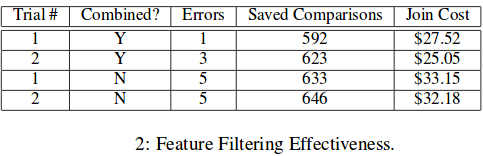 Trial # Combined? Errors Saved Comparisons Join Cost
1 Y 1 592 $27.52
2 Y 3 623 $25.05
1 N 5 633 $33.15
2 N 5 646 $32.18
2: Feature Filtering Effectiveness.